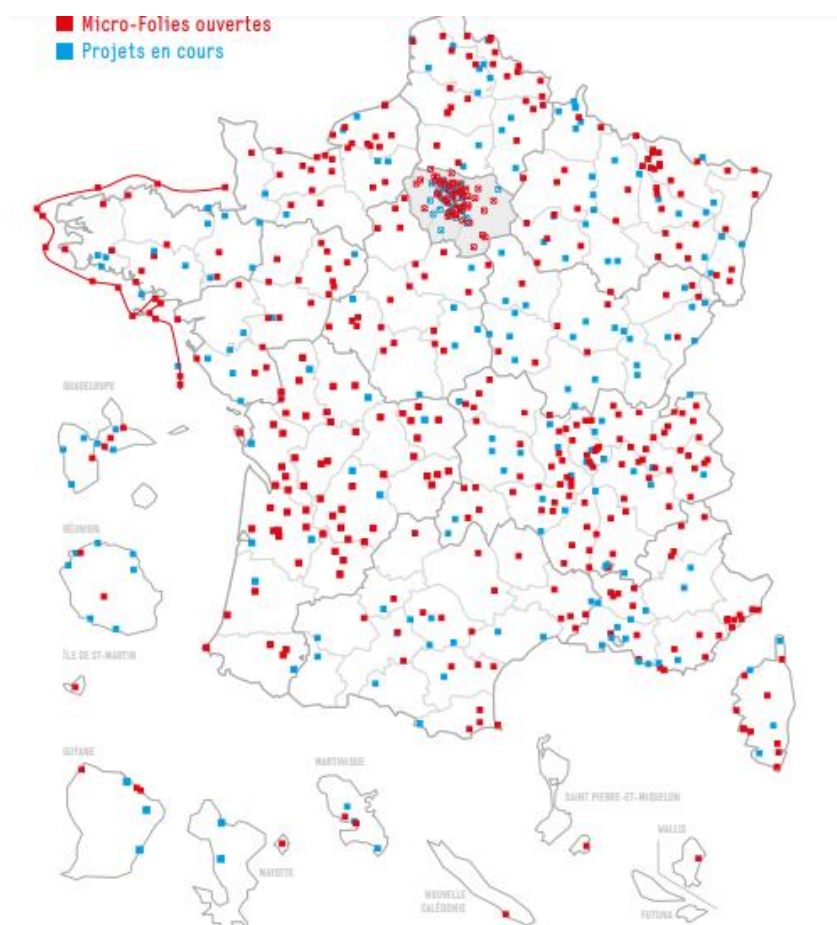 Micro-Folies ouvertes
Projets en cours
GUADELOUPE
RÉUNION
ÎLE DE ST-MARTIN
GUYANE
MARTINIQUE
SAINT PIERRE-ET-MIQUELON
WALLIS
MAYOTTE
NOUVELLE
CALÉDONIE
FUTUNA